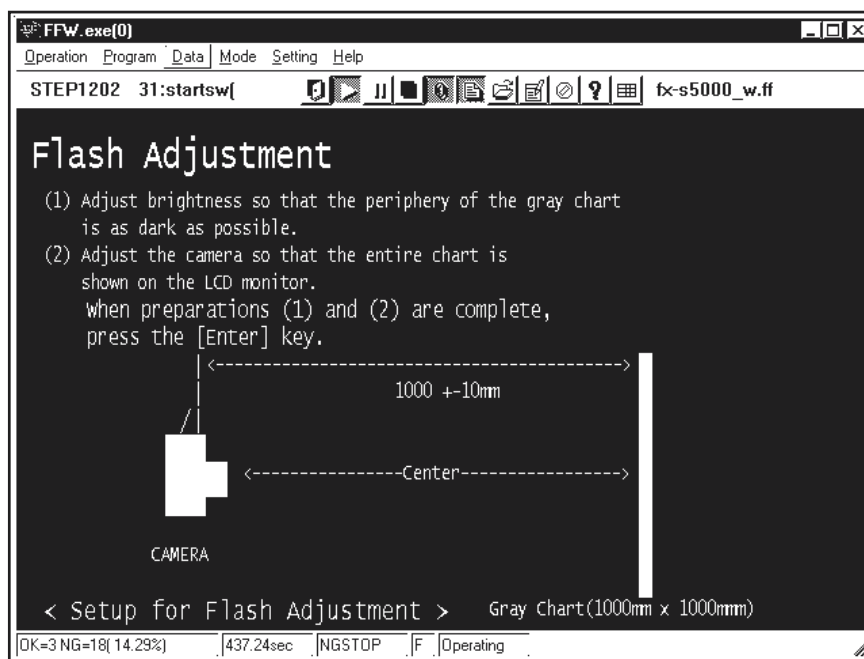 FFW.exe(0)
Operation Program Data Mode Setting Help
STEP1202 31:startsw( fx-s5000_w.ff
Flash Adjustment
(1) Adjust brightness so that the periphery of the gray chart
is as dark as possible.
(2) Adjust the camera so that the entire chart is
shown on the LCD monitor.
When preparations (1) and (2) are complete,
press the [Enter] key.
1000 +-10mm
Center
CAMERA
< Setup for Flash Adjustment > Gray Chart(1000mm x 1000mmm)
OK=3 NG=18( 14.29%) 437.24sec NGSTOP F Operating